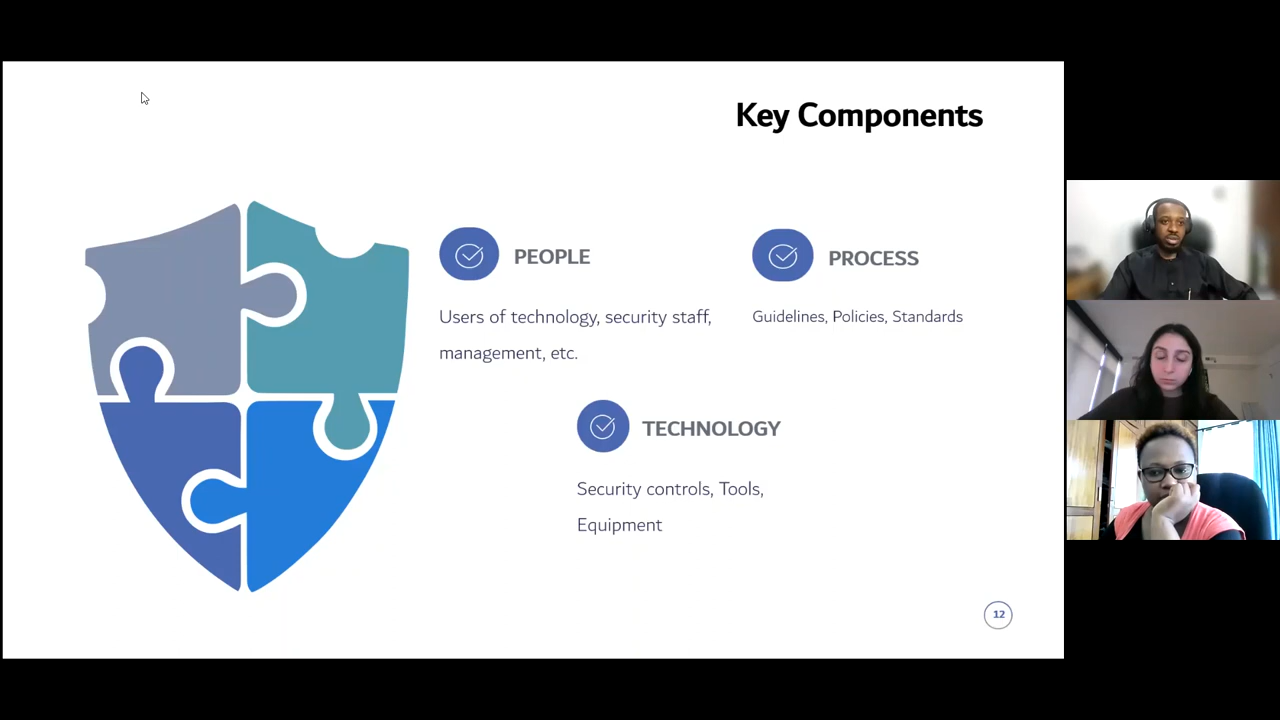 Key Components
PEOPLE
Users of technology, security staff,
management, etc.
PROCESS
Guidelines, Policies, Standards
TECHNOLOGY
Security controls, Tools,
Equipment
12